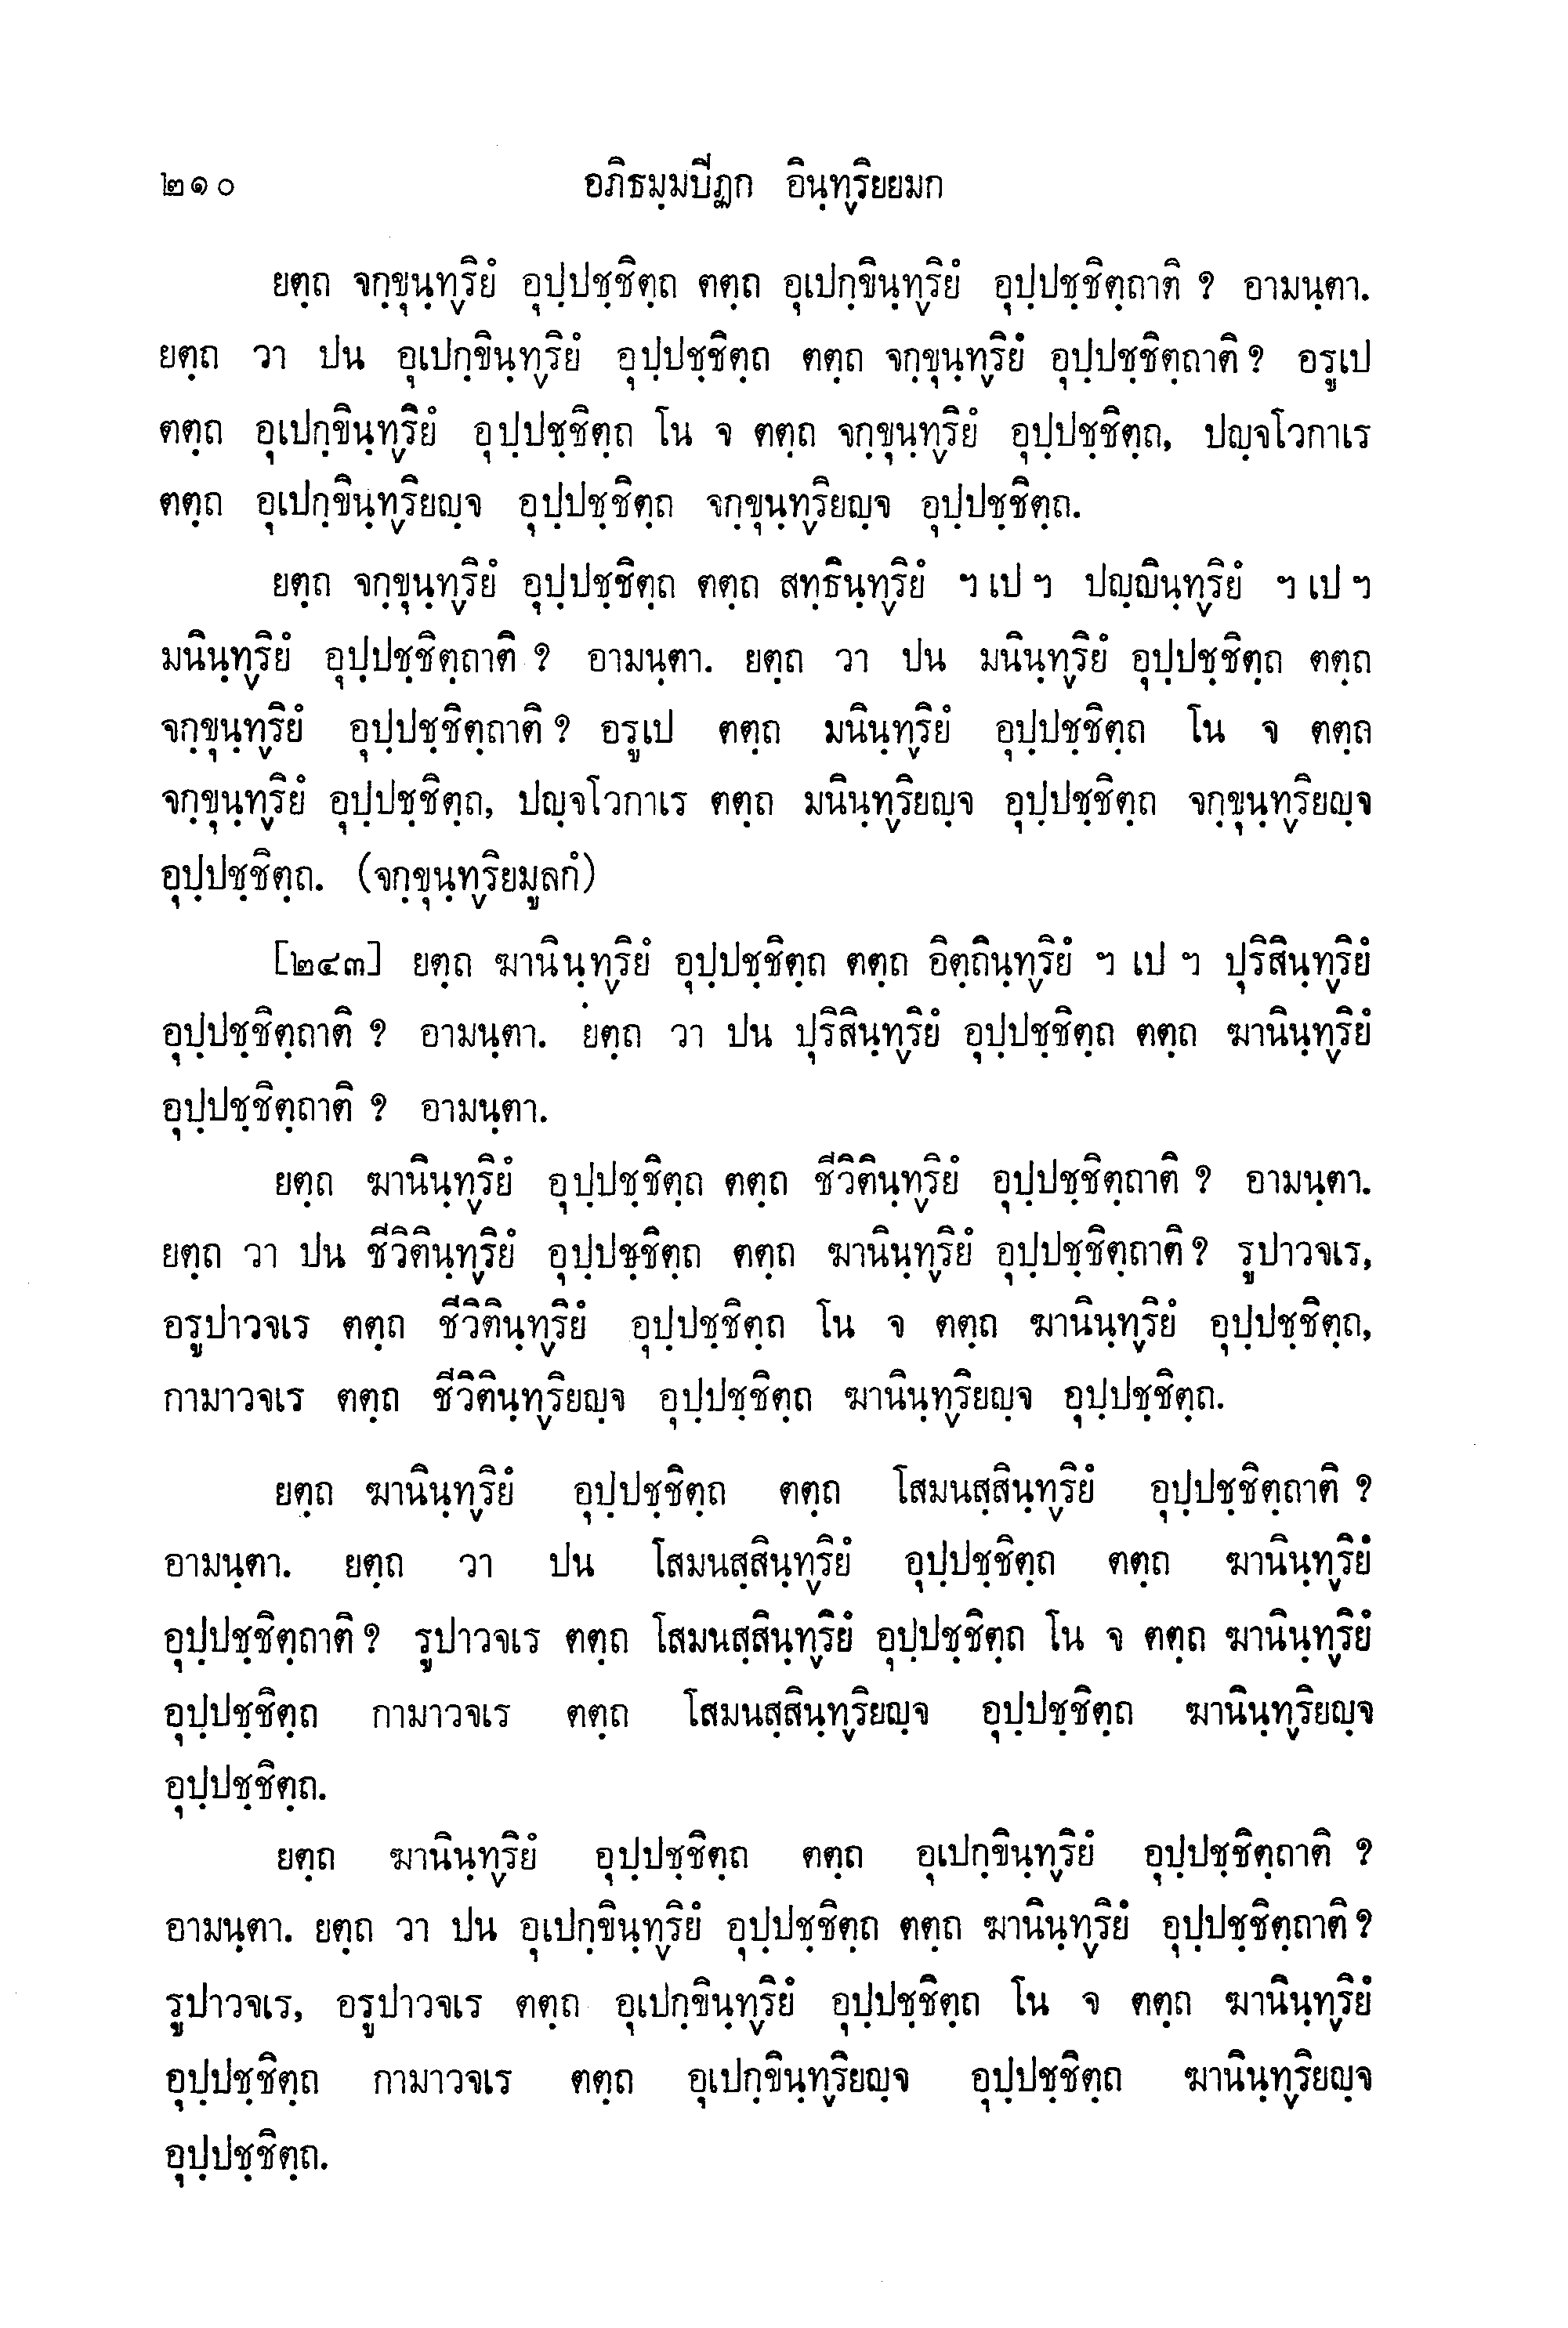 ๒๑๐ อภิธมฺมปีฏก อินฺทฺริยยมก
ยตฺถ จกฺขุนฺทฺริยํ อุปฺปชฺชิตฺถ ตตฺถ อุเปกฺขินฺทฺริยํ อุปฺปชฺชิตฺถาติ ? อามนฺตา.
ยตฺถ วา ปน อุเปกฺขินฺทฺริยํ อุปฺปชฺชิตฺถ ตตฺถ จกฺขุนฺทฺริยํ อุปฺปชฺชิตฺถาติ ? อรูเป
ตตฺถ อุเปกฺขินฺทฺริยํ อุปฺปชฺชิตฺถ โน จ ตตฺถ จกฺขุนฺทฺริยํ อุปฺปชฺชิตฺถ, ปญฺจโวกาเร
ตตฺถ อุเปกฺขินฺทฺริยญฺจ อุปฺปชฺชิตฺถ จกฺขุนฺทฺริยญฺจ อุปฺปชฺชิตฺถ.
ยตฺถ จกฺขุนฺทฺริยํ อุปฺปชฺชิตฺถ ตตฺถ สทฺธินฺทฺริยํ ฯ เป ฯ ปญฺญินฺทฺริยํ ฯ เป ฯ
มนินฺทฺริยํ อุปฺปชฺชิตฺถาติ ? อามนฺตา. ยตฺถ วา ปน มนินฺทฺริยํ อุปฺปชฺชิตฺถ ตตฺถ
จกฺขุนฺทฺริยํ อุปฺปชฺชิตฺถาติ ? อรูเป ตตฺถ มนินฺทฺริยํ อุปฺปชฺชิตฺถ โน จ ตตฺถ
จกฺขุนฺทฺริยํ อุปฺปชฺชิตฺถ, ปญฺจโวกาเร ตตฺถ มนินฺทฺริยญฺจ อุปฺปชฺชิตฺถ จกฺขุนฺทฺริยญฺจ
อุปฺปชฺชิตฺถ. (จกฺขุนฺทฺริยมูลกํ)
[๒๔๓] ยตฺถ ฆานินฺทฺริยํ อุปฺปชฺชิตฺถ ตตฺถ อิตฺถินฺทฺริยํ ฯ เป ฯ ปุริสินฺทฺริยํ
อุปฺปชฺชิตฺถาติ ? อามนฺตา. ยตฺถ วา ปน ปุริสินฺทฺริยํ อุปฺปชฺชิตฺถ ตตฺถ ฆานินฺทฺริยํ
อุปฺปชฺชิตฺถาติ ? อามนฺตา.
ยตฺถ ฆานินฺทฺริยํ อุปฺปชฺชิตฺถ ตตฺถ ชีวิตินฺทฺริยํ อุปฺปชฺชิตฺถาติ ? อามนฺตา.
ยตฺถ วา ปน ชีวิตินฺทฺริยํ อุปฺปชฺชิตฺถ ตตฺถ ฆานินฺทฺริยํ อุปฺปชฺชิตฺถาติ ? รูปาวจเร,
อรูปาวจเร ตตฺถ ชีวิตินฺทฺริยํ อุปฺปชฺชิตฺถ โน จ ตตฺถ ฆานินฺทฺริยํ อุปฺปชฺชิตฺถ,
กามาวจเร ตตฺถ ชีวิตินฺทฺริยญฺจ อุปฺปชฺชิตฺถ ฆานินฺทฺริยญฺจ อุปฺปชฺชิตฺถ.
ยตฺถ ฆานินฺทฺริยํ อุปฺปชฺชิตฺถ ตตฺถ โสมนสฺสินฺทฺริยํ อุปฺปชฺชิตฺถาติ ?
อามนฺตา. ยตฺถ วา ปน โสมนสฺสินฺทฺริยํ อุปฺปชฺชิตฺถ ตตฺถ ฆานินฺทฺริยํ
อุปฺปชฺชิตฺถาติ ? รูปาวจเร ตตฺถ โสมนสฺสินฺทฺริยํ อุปฺปชฺชิตฺถ โน จ ตตฺถ ฆานินฺทฺริยํ
อุปฺปชฺชิตฺถ กามาวจเร ตตฺถ โสมนสฺสินฺทฺริยญฺจ อุปฺปชฺชิตฺถ ฆานินฺทฺริยญฺจ
อุปฺปชฺชิตฺถ.
ยตฺถ ฆานินฺทฺริยํ อุปฺปชฺชิตฺถ ตตฺถ อุเปกฺขินฺทฺริยํ อุปฺปชฺชิตฺถาติ ?
อามนฺตา. ยตฺถ วา ปน อุเปกฺขินฺทฺริยํ อุปฺปชฺชิตฺถ ตตฺถ ฆานินฺทฺริยํ อุปฺปชฺชิตฺถาติ ?
รูปาวจเร, อรูปาวจเร ตตฺถ อุเปกฺขินฺทฺริยํ อุปฺปชฺชิตฺถ โน จ ตตฺถ ฆานินฺทฺริยํ
อุปฺปชฺชิตฺถ กามาวจเร ตตฺถ อุเปกฺขินฺทฺริยญฺจ อุปฺปชฺชิตฺถ ฆานินฺทฺริยญฺจ
อุปฺปชฺชิตฺถ.